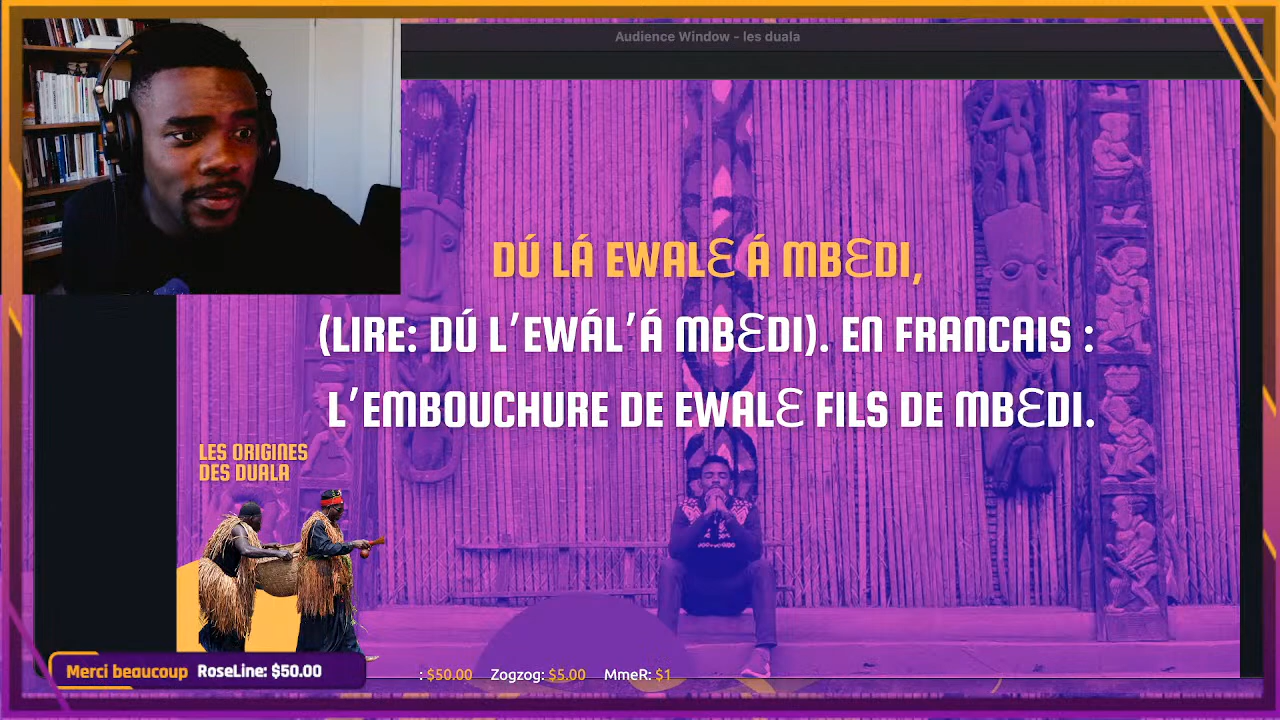 Audience Window - les duala
DÚ LÁ EWALƐ Á MBƐDI,
(LIRE: DÚ L’EWÁL’Á MBƐDI). EN FRANCAIS :
L’EMBOUCHURE DE EWALƐ FILS DE MBƐDI.
LES ORIGINES
DES DUALA
Merci beaucoup RoseLine: $50.00
: $50.00 Zogzog: $5.00 MmeR: $1